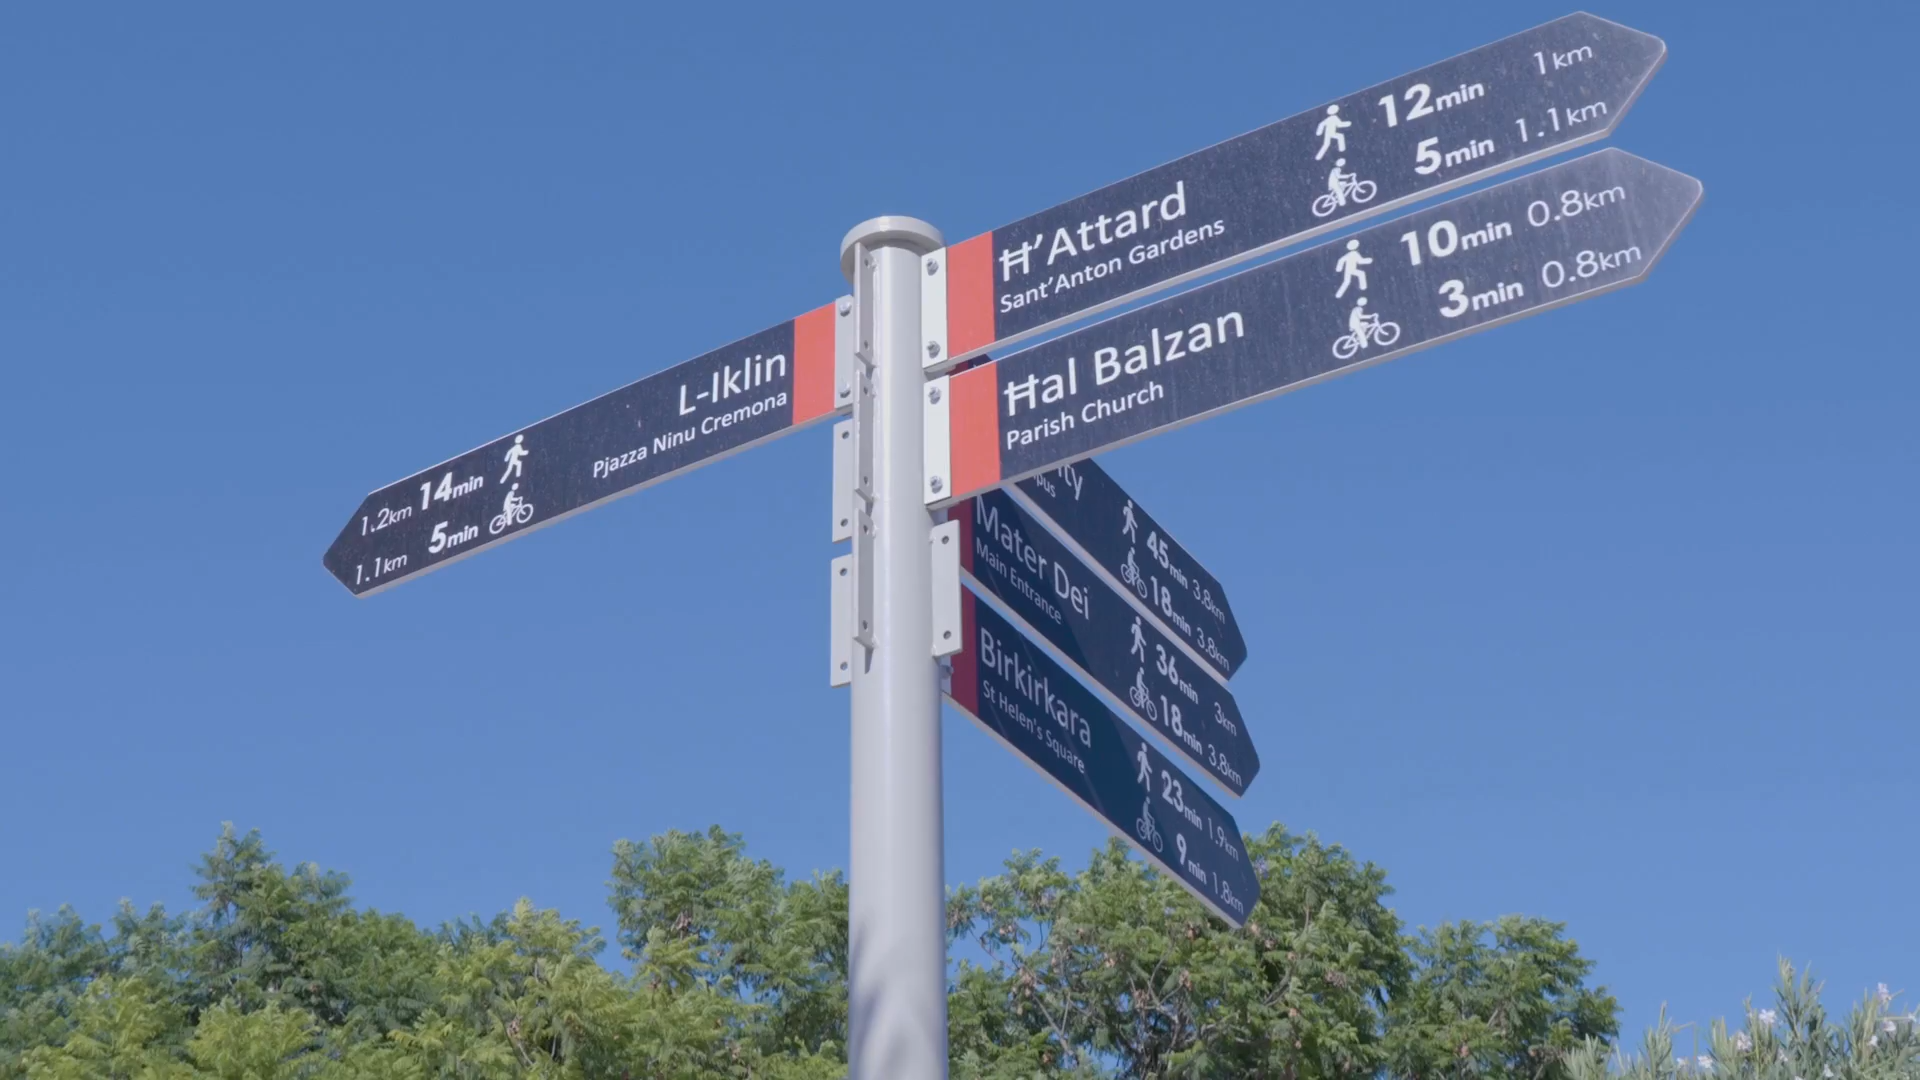 Ħ'Attard
Sant'Anton Gardens
12min 1km
5min 1.1km
Ħal Balzan
Parish Church
10min 0.8km
3min 0.8km
L-Iklin
Pjazza Ninu Cremona
1.2km 14min
1.1km 5min
45min 3.8km
18min 3.8km
Mater Dei
Main Entrance
36min 3km
18min 3.8km
Birkirkara
St Helen's Square
23min 1.9km
9min 1.8km